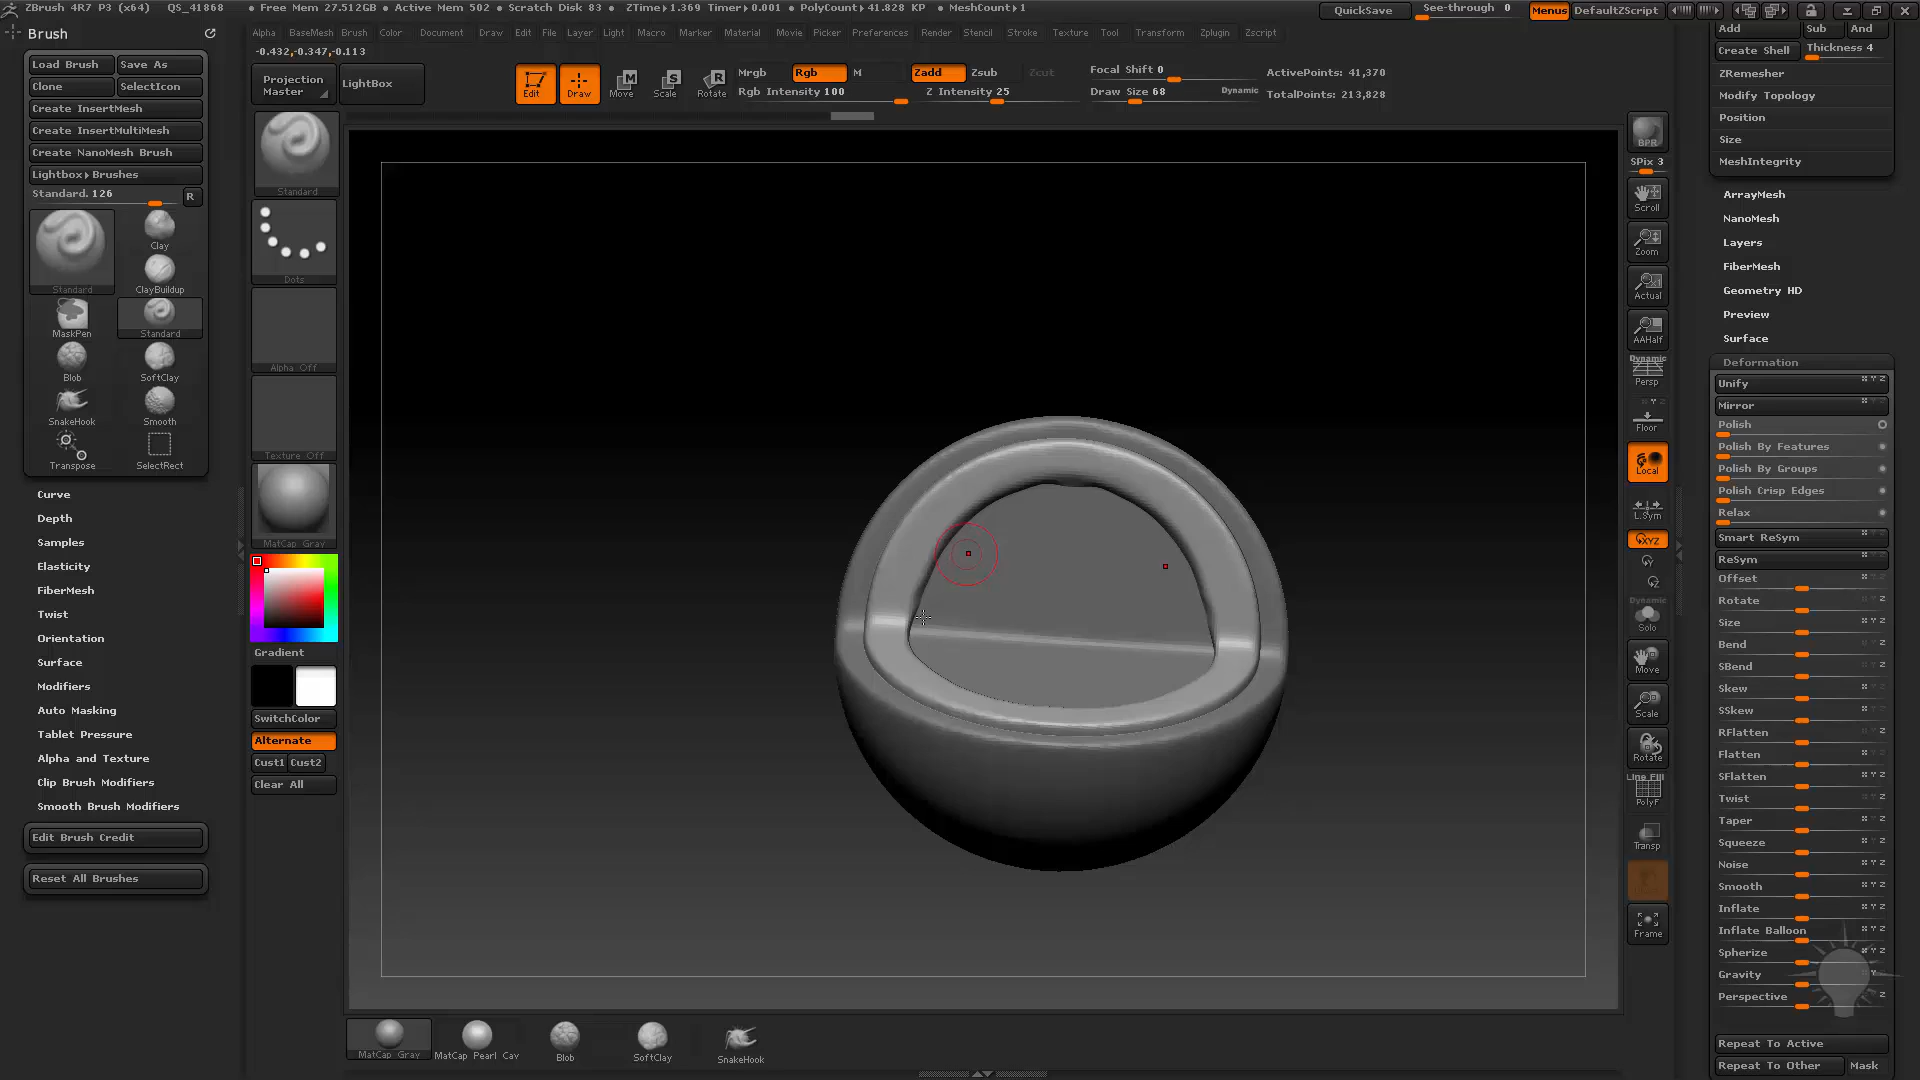 ZBrush 4R7 P3 (x64) QS_41868 • Free Mem 27.512GB • Active Mem 502 • Scratch Disk 83 • ZTime▸1.369 Timer▸0.001 • PolyCount▸41.828 KP • MeshCount▸1 QuickSave See-through 0 Menus DefaultZScript
Alpha BaseMesh Brush Color Document Draw Edit File Layer Light Macro Marker Material Movie Picker Preferences Render Stencil Stroke Texture Tool Transform Zplugin Zscript
-0.432,-0.347,-0.113
Brush
Load Brush Save As
Clone SelectIcon
Create InsertMesh
Create InsertMultiMesh
Create NanoMesh Brush
Lightbox▸Brushes
Standard. 126 R
Standard
Clay
ClayBuildup
MaskPen
Standard
Blob
SoftClay
SnakeHook
Smooth
Transpose
SelectRect
Curve
Depth
Samples
Elasticity
FiberMesh
Twist
Orientation
Surface
Modifiers
Auto Masking
Tablet Pressure
Alpha and Texture
Clip Brush Modifiers
Smooth Brush Modifiers
Edit Brush Credit
Reset All Brushes
Projection Master
LightBox
Edit
Draw
Move
Scale
Rotate
Mrgb Rgb M
Rgb Intensity 100
Zadd Zsub Zcut
Z Intensity 25
Focal Shift 0
Draw Size 68 Dynamic
ActivePoints: 41,370
TotalPoints: 213,828
Standard
Dots
Alpha Off
Texture Off
MatCap Gray
Gradient
SwitchColor
Alternate
Cust1 Cust2
Clear All
MatCap Gray
MatCap Pearl Cav
Blob
SoftClay
SnakeHook
BPR
SPix 3
Scroll
Zoom
Actual
AAHalf
Dynamic
Persp
Floor
Local
L.Sym
XYZ
Y
Z
Dynamic
Solo
Move
Scale
Rotate
Line Fill
PolyF
Transp
Frame
Add Sub And
Create Shell Thickness 4
ZRemesher
Modify Topology
Position
Size
MeshIntegrity
ArrayMesh
NanoMesh
Layers
FiberMesh
Geometry HD
Preview
Surface
Deformation
Unify
Mirror
Polish
Polish By Features
Polish By Groups
Polish Crisp Edges
Relax
Smart ReSym
ReSym
Offset
Rotate
Size
Bend
SBend
Skew
SSkew
RFlatten
Flatten
SFlatten
Twist
Taper
Squeeze
Noise
Smooth
Inflate
Inflate Balloon
Spherize
Gravity
Perspective
Repeat To Active
Repeat To Other Mask